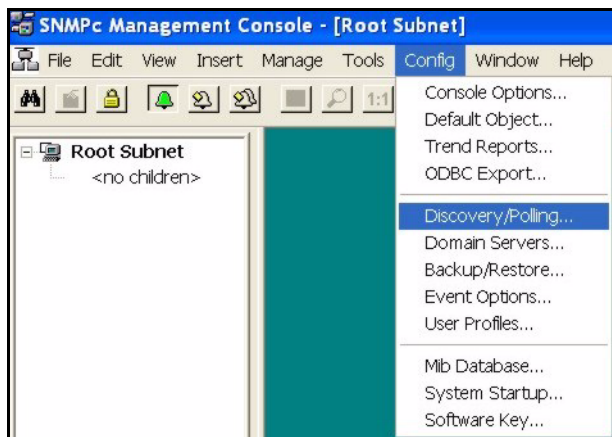 SNMPc Management Console - [Root Subnet]
File Edit View Insert Manage Tools Config Window Help
1:1
Root Subnet
<no children>
Console Options...
Default Object...
Trend Reports...
ODBC Export...
Discovery/Polling...
Domain Servers...
Backup/Restore...
Event Options...
User Profiles...
Mib Database...
System Startup...
Software Key...